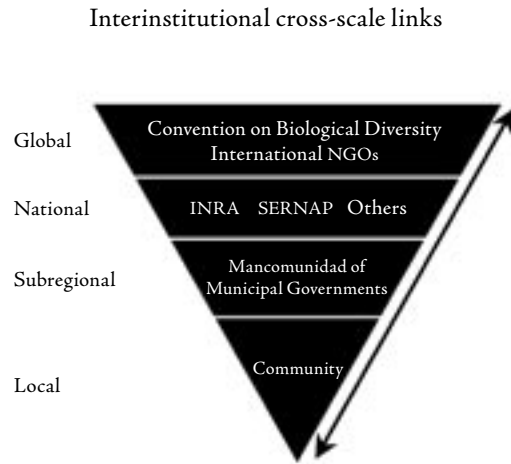 Interinstitutional cross-scale links
Global
Convention on Biological Diversity
International NGOs
National
INRA SERNAP Others
Subregional
Mancomunidad of
Municipal Governments
Local
Community